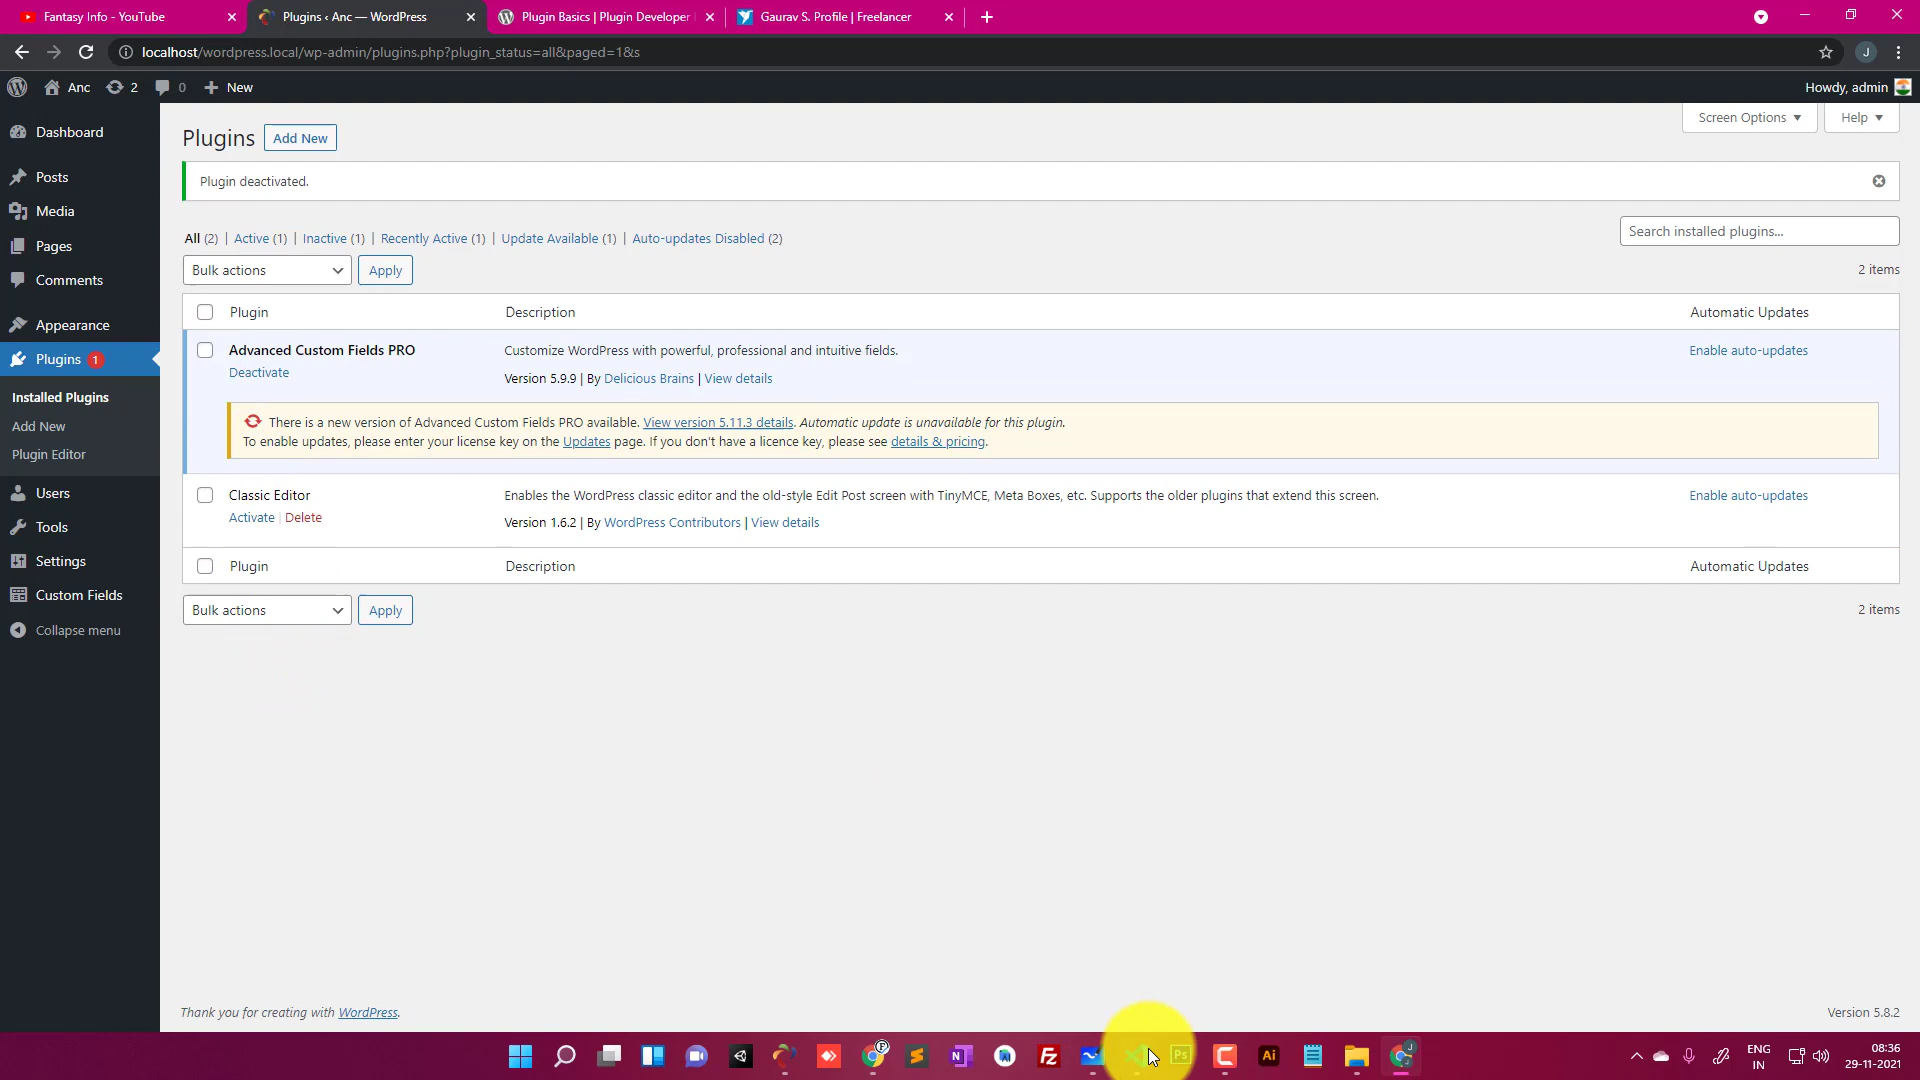 Fantasy Info - YouTube
Plugins ‹ Anc — WordPress
Plugin Basics | Plugin Developer
Gaurav S. Profile | Freelancer
localhost/wordpress.local/wp-admin/plugins.php?plugin_status=all&paged=1&s
J
Anc
2
0
New
Howdy, admin
Dashboard
Posts
Media
Pages
Comments
Appearance
Plugins 1
Installed Plugins
Add New
Plugin Editor
Users
Tools
Settings
Custom Fields
Collapse menu
Screen Options
Help
Plugins
Add New
Plugin deactivated.
All (2) | Active (1) | Inactive (1) | Recently Active (1) | Update Available (1) | Auto-updates Disabled (2)
Search installed plugins...
Bulk actions
Apply
2 items
Plugin
Description
Automatic Updates
Advanced Custom Fields PRO
Customize WordPress with powerful, professional and intuitive fields.
Enable auto-updates
Deactivate
Version 5.9.9 | By Delicious Brains | View details
There is a new version of Advanced Custom Fields PRO available. View version 5.11.3 details. Automatic update is unavailable for this plugin.
To enable updates, please enter your license key on the Updates page. If you don't have a licence key, please see details & pricing.
Classic Editor
Enables the WordPress classic editor and the old-style Edit Post screen with TinyMCE, Meta Boxes, etc. Supports the older plugins that extend this screen.
Enable auto-updates
Activate | Delete
Version 1.6.2 | By WordPress Contributors | View details
Plugin
Description
Automatic Updates
Bulk actions
Apply
2 items
Thank you for creating with WordPress.
Version 5.8.2
Fz
Ps
Ai
ENG
IN
08:36
29-11-2021